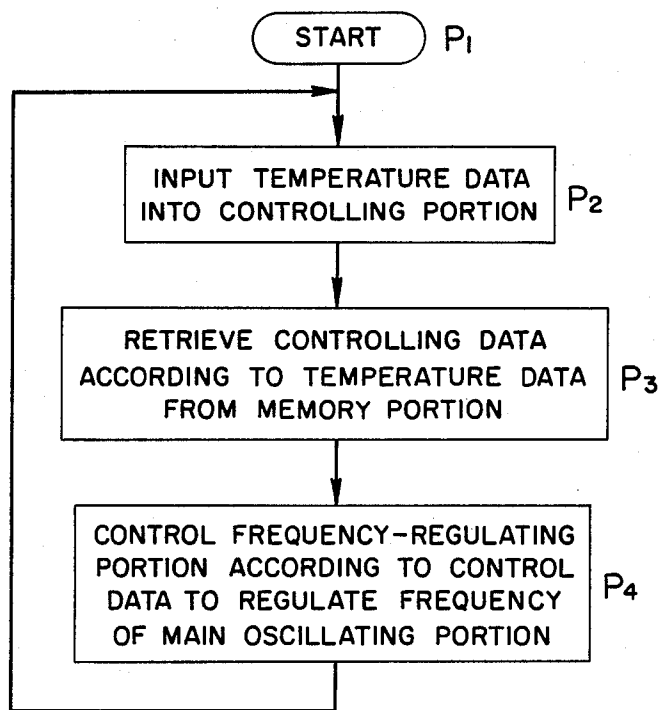 START P₁
INPUT TEMPERATURE DATA
INTO CONTROLLING PORTION
P₂
RETRIEVE CONTROLLING DATA
ACCORDING TO TEMPERATURE DATA
FROM MEMORY PORTION
P₃
CONTROL FREQUENCY-REGULATING
PORTION ACCORDING TO CONTROL
DATA TO REGULATE FREQUENCY
OF MAIN OSCILLATING PORTION
P₄